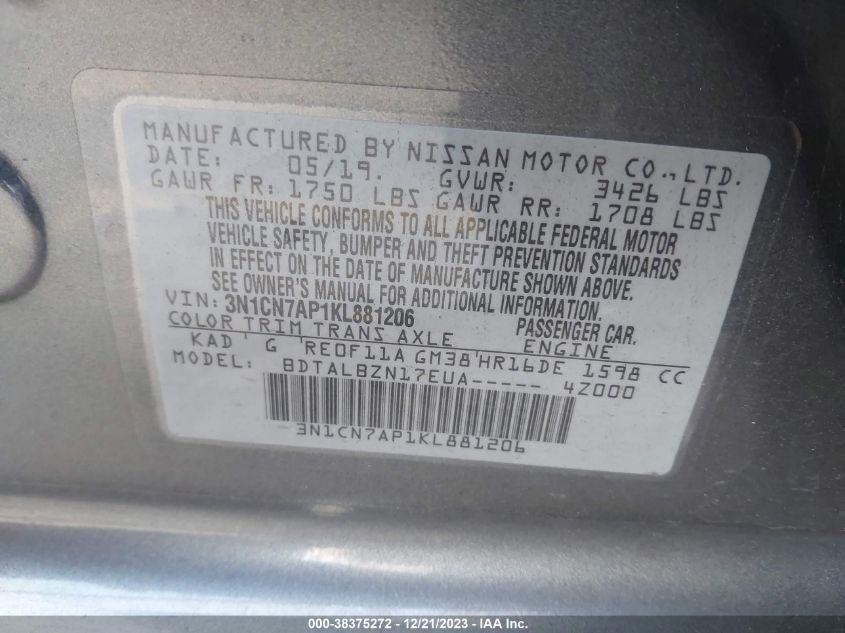 MANUFACTURED BY NISSAN MOTOR CO.,LTD.
DATE: 05/19. GVWR: 3426 LBS
GAWR FR: 1750 LBS GAWR RR: 1708 LBS
THIS VEHICLE CONFORMS TO ALL APPLICABLE FEDERAL MOTOR
VEHICLE SAFETY, BUMPER AND THEFT PREVENTION STANDARDS
IN EFFECT ON THE DATE OF MANUFACTURE SHOWN ABOVE.
SEE OWNER'S MANUAL FOR ADDITIONAL INFORMATION.
VIN: 3N1CN7AP1KL881206 PASSENGER CAR.
COLOR TRIM TRANS AXLE ENGINE
KAD G RE0F11A GM38 HR16DE 1598 CC
MODEL: BDTALBZN17EUA----- 4Z000
3N1CN7AP1KL881206
000-38375272 - 12/21/2023 - IAA Inc.